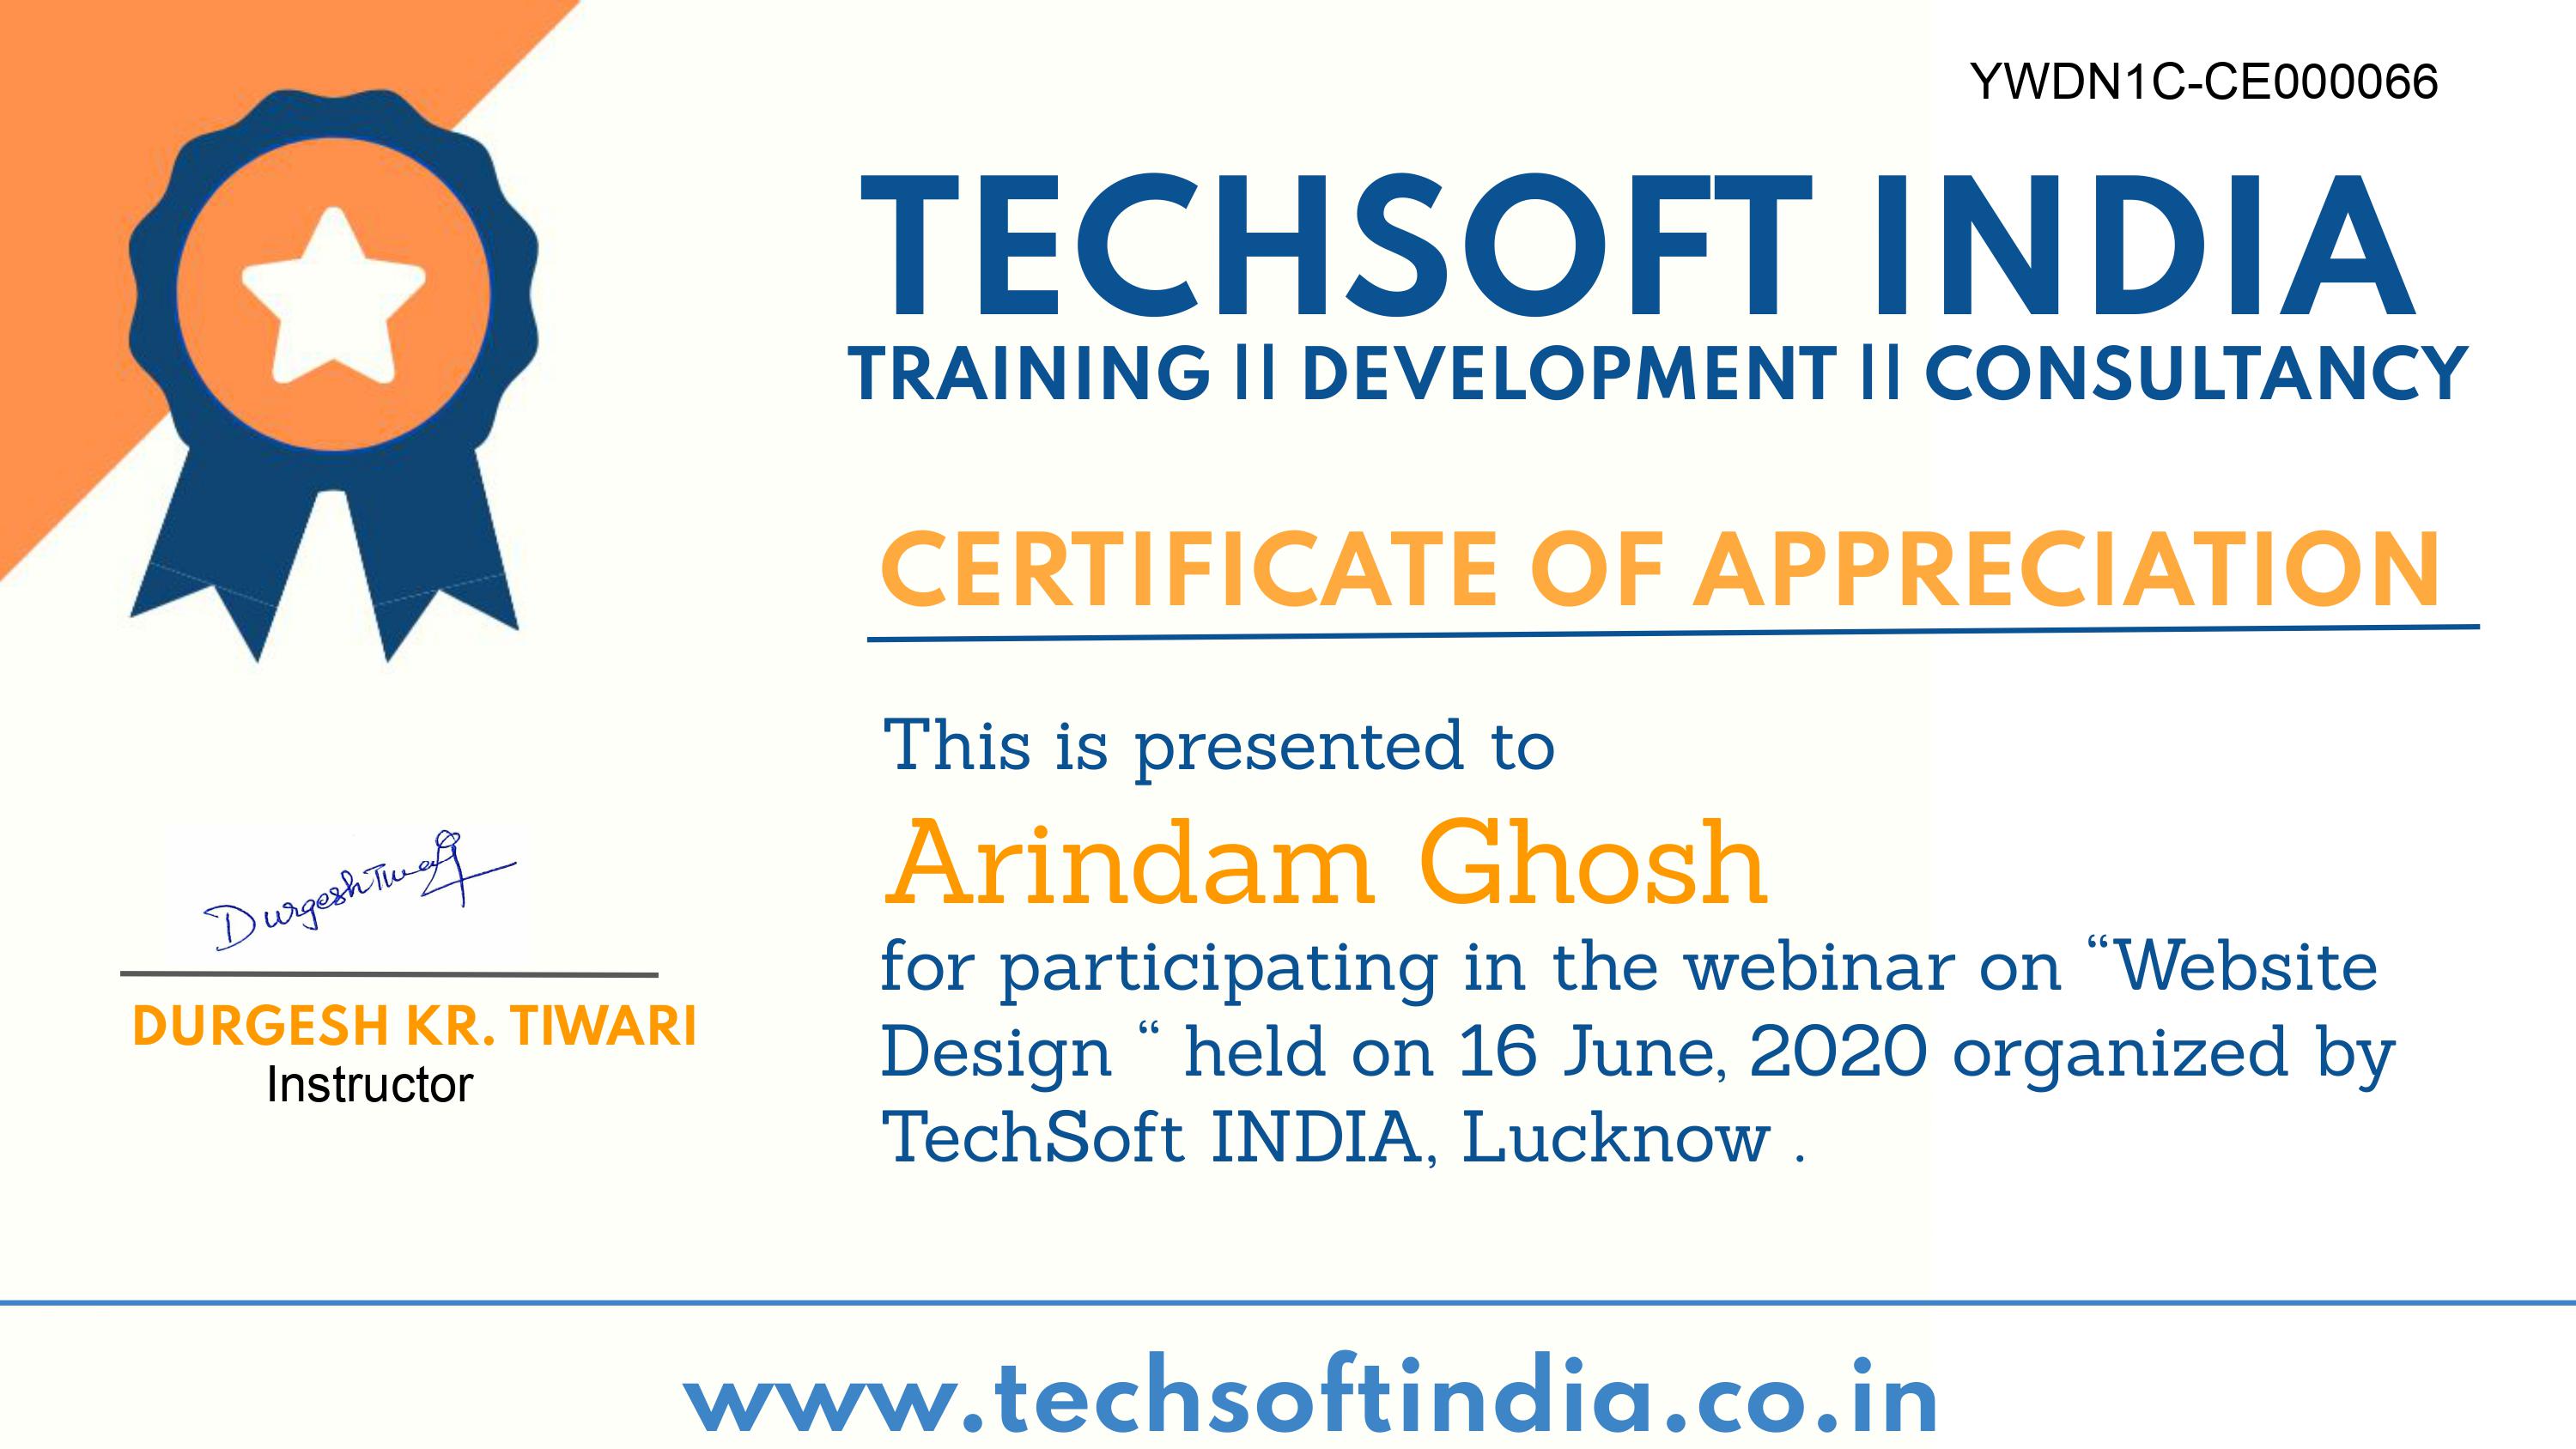 YWDN1C-CE000066
TECHSOFT INDIA
TRAINING || DEVELOPMENT || CONSULTANCY
CERTIFICATE OF APPRECIATION
This is presented to
Arindam Ghosh
for participating in the webinar on “Website
Design “ held on 16 June, 2020 organized by
TechSoft INDIA, Lucknow .
Durgesh Tiwari
DURGESH KR. TIWARI
Instructor
www.techsoftindia.co.in